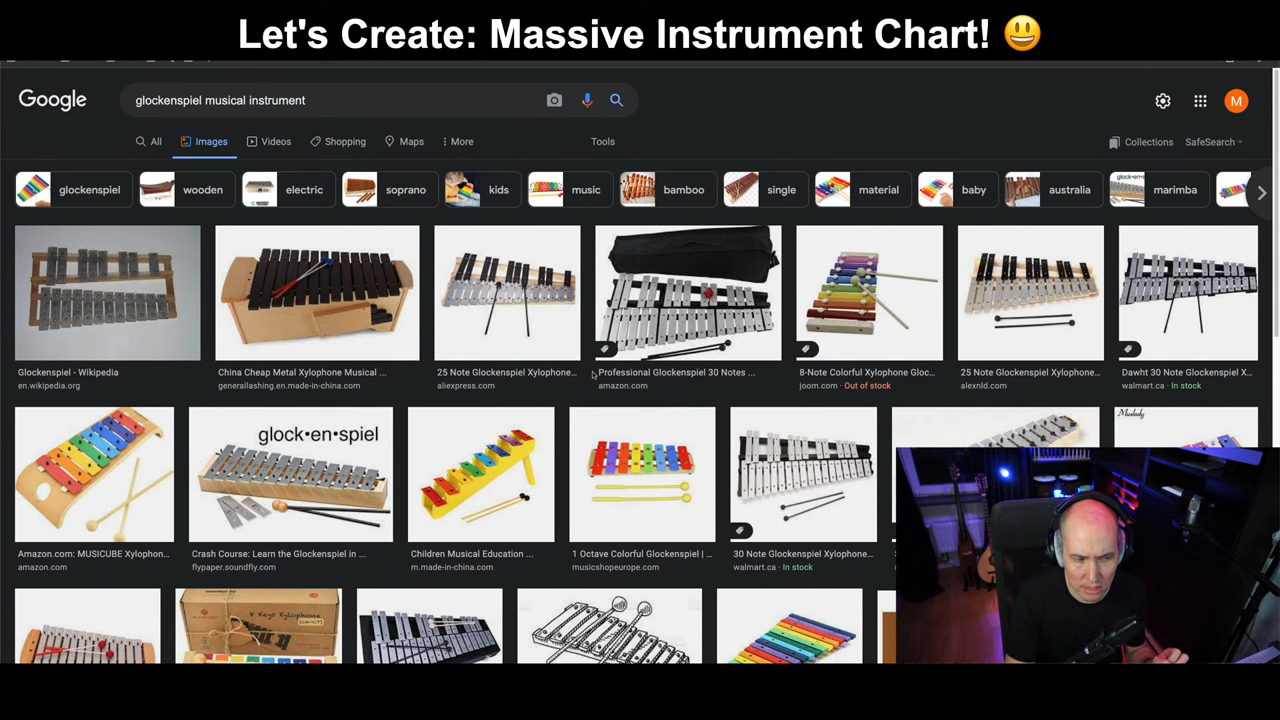 Let's Create: Massive Instrument Chart! 😃
Google
glockenspiel musical instrument
M
All
Images
Videos
Shopping
Maps
More
Tools
Collections
SafeSearch
glockenspiel
wooden
electric
soprano
kids
music
bamboo
single
material
baby
australia
marimba
Glockenspiel - Wikipedia
en.wikipedia.org
China Cheap Metal Xylophone Musical ...
generallashing.en.made-in-china.com
25 Note Glockenspiel Xylophone...
aliexpress.com
Professional Glockenspiel 30 Notes ...
amazon.com
8-Note Colorful Xylophone Gloc...
joom.com · Out of stock
25 Note Glockenspiel Xylophone...
alexnld.com
Dawht 30 Note Glockenspiel X...
walmart.ca · In stock
glock•en•spiel
Muslady
Amazon.com: MUSICUBE Xylophon...
amazon.com
Crash Course: Learn the Glockenspiel in ...
flypaper.soundfly.com
Children Musical Education ...
m.made-in-china.com
1 Octave Colorful Glockenspiel | ...
musicshopeurope.com
30 Note Glockenspiel Xylophone...
walmart.ca · In stock
8 Keys Xylophone